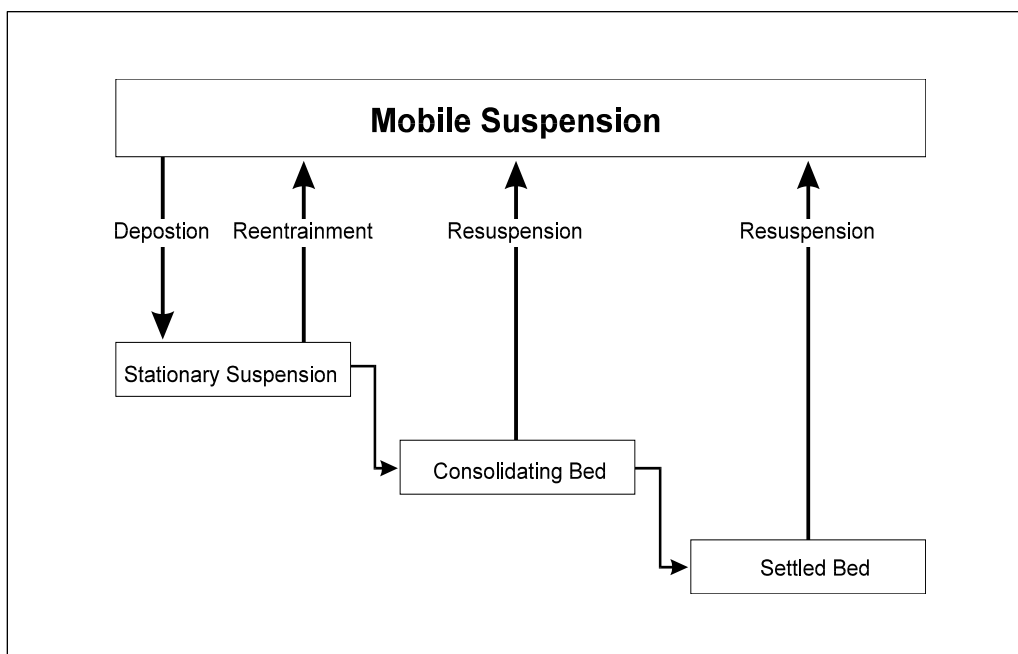 Mobile Suspension
Depostion
Reentrainment
Resuspension
Resuspension
Stationary Suspension
Consolidating Bed
Settled Bed